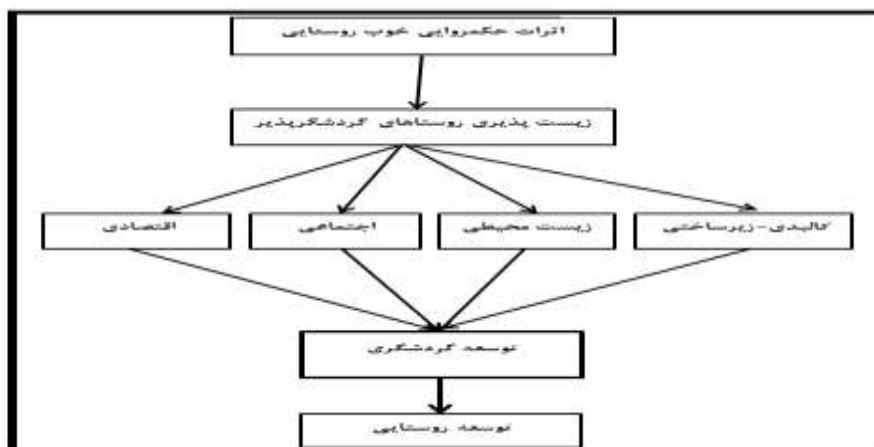 اثرات حکمروایی خوب روستایی
زیست پذیری روستاهای گردشگرپذیر
کالبدی-زیرساختی
زیست محیطی
اجتماعی
اقتصادی
توسعه گردشگری
توسعه روستایی